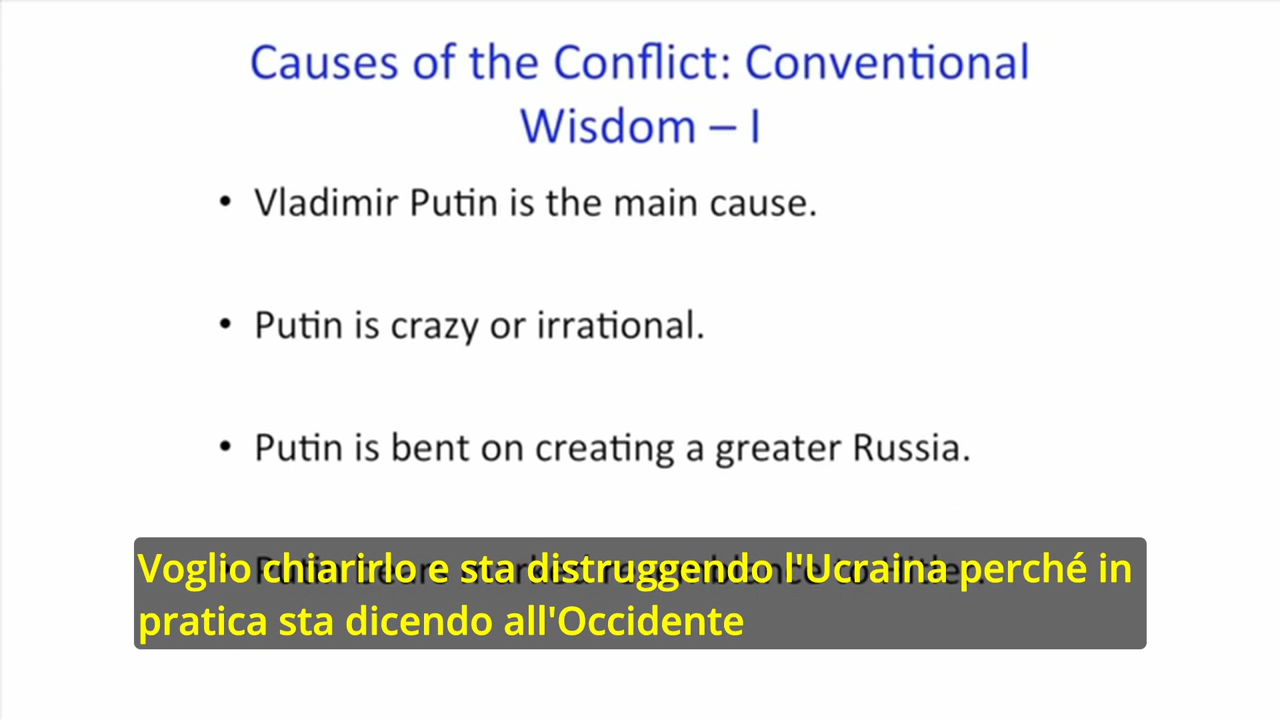 Causes of the Conflict: Conventional
Wisdom – I
• Vladimir Putin is the main cause.
• Putin is crazy or irrational.
• Putin is bent on creating a greater Russia.
Voglio chiarirlo e sta distruggendo l'Ucraina perché in
pratica sta dicendo all'Occidente